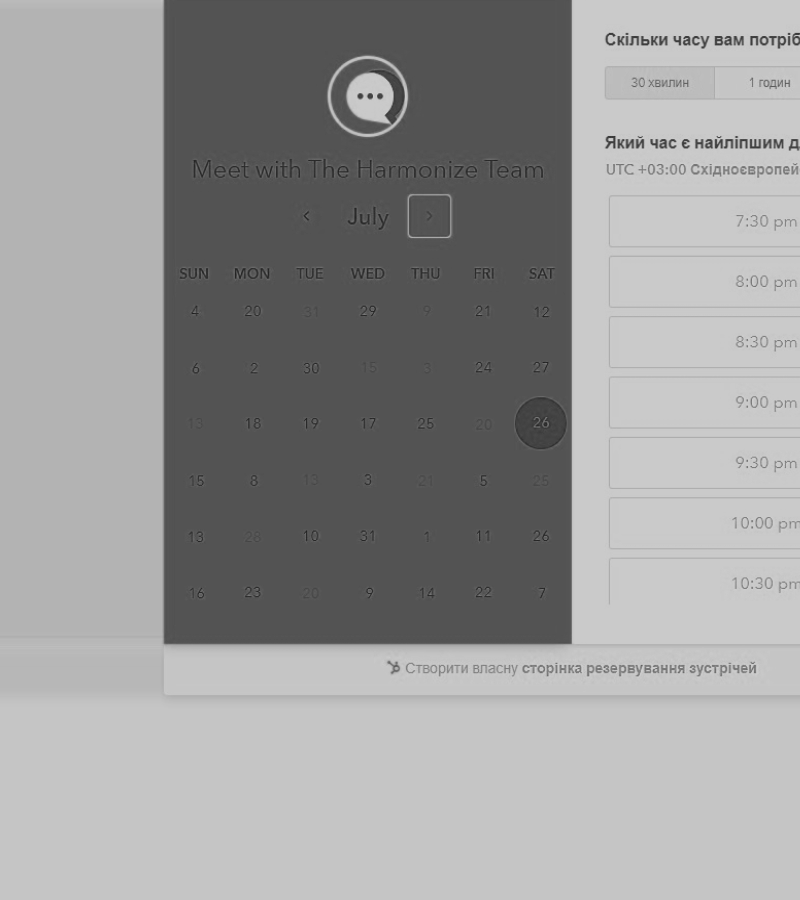 Meet with The Harmonize Team
July
SUN MON TUE WED THU FRI SAT
4 20 31 29 9 21 12
6 2 30 15 3 24 27
13 18 19 17 25 20 26
15 8 13 3 21 5 25
13 28 10 31 1 11 26
16 23 20 9 14 22 7
Скільки часу вам
30 хвилин 1 годин
Який час є найліпшим
UTC +03:00
7:30 pm
8:00 pm
8:30 pm
9:00 pm
9:30 pm
10:00 pm
10:30 pm
Створити власну сторінка резервування зустрічей